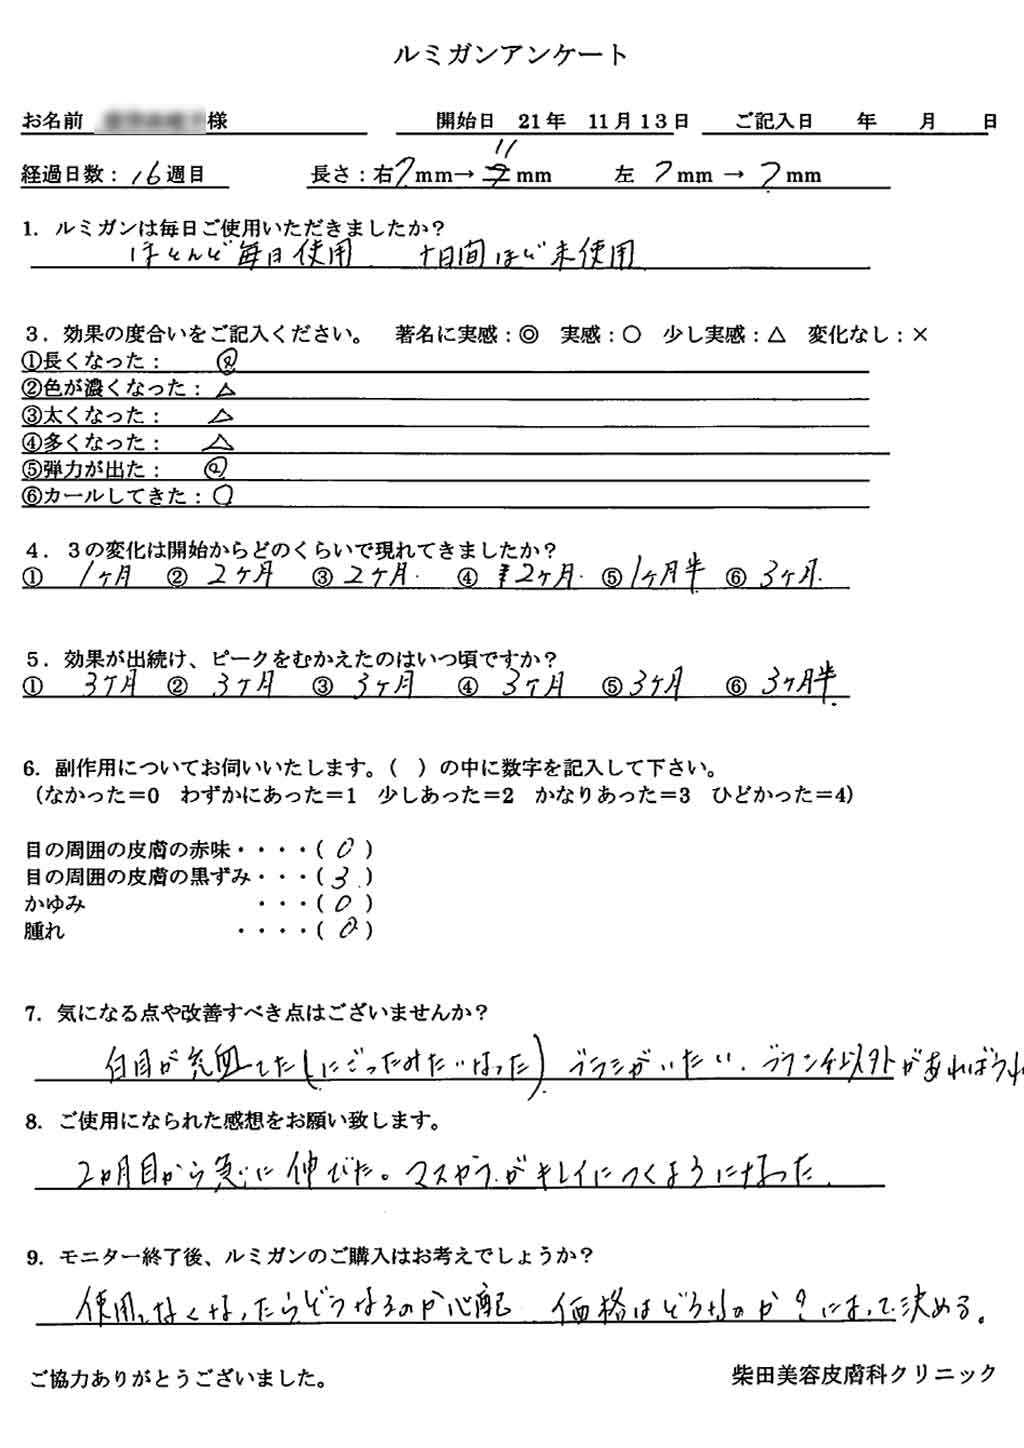 ルミガンアンケート
お名前 様 開始日 21年 11月13日 ご記入日 年 月 日
11
経過日数：16週目 長さ：右7mm→7mm 左 7mm → ?mm
1. ルミガンは毎日ご使用いただきましたか？
ほとんど毎日使用 十日間ほど未使用
３．効果の度合いをご記入ください。 著名に実感：◎ 実感：○ 少し実感：△ 変化なし：×
①長くなった： ◎
②色が濃くなった：△
③太くなった： △
④多くなった： △
⑤弾力が出た： ◎
⑥カールしてきた：○
４．３の変化は開始からどのくらいで現れてきましたか？
① 1ヶ月 ② 2ヶ月 ③ 2ヶ月 ④ 2ヶ月 ⑤ 1ヶ月半 ⑥ 3ヶ月
５．効果が出続け、ピークをむかえたのはいつ頃ですか？
① 3ヶ月 ② 3ヶ月 ③ 3ヶ月 ④ 3ヶ月 ⑤ 3ヶ月 ⑥ 3ヶ月半
6. 副作用についてお伺いいたします。（ ）の中に数字を記入して下さい。
（なかった＝0 わずかにあった＝1 少しあった＝2 かなりあった＝3 ひどかった＝4）
目の周囲の皮膚の赤味・・・・( 0 )
目の周囲の皮膚の黒ずみ・・・( 3 )
かゆみ ・・・( 0 )
腫れ ・・・・( 0 )
7. 気になる点や改善すべき点はございませんか？
白目が充血してた(にごったみたいなった) ブラシがいたい．ブラシ以外があればうれ
8. ご使用になられた感想をお願い致します。
2ヵ月目から急に伸びた。マスカラがキレイにつくようになった
9. モニター終了後、ルミガンのご購入はお考えでしょうか？
使用しなくなったらどうなるのか心配 価格はどうなのか？によって決める。
ご協力ありがとうございました。 柴田美容皮膚科クリニック